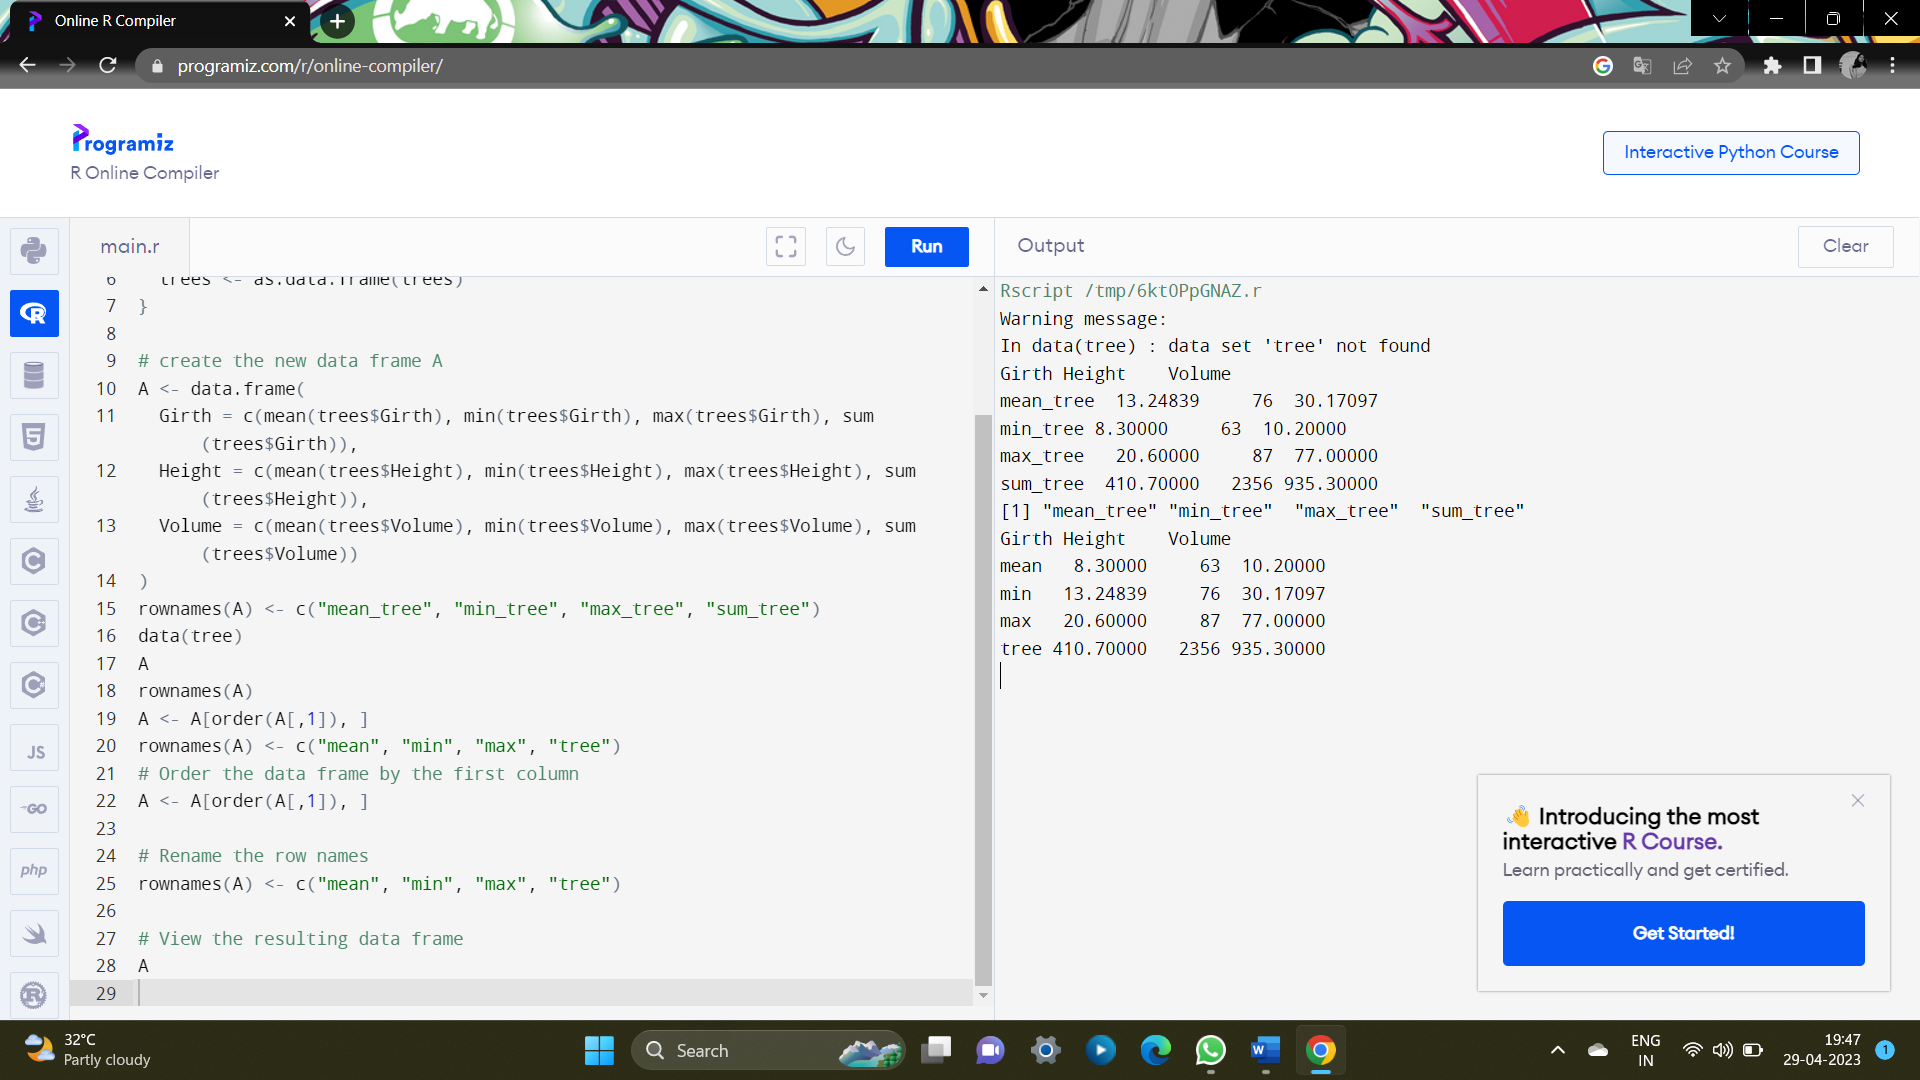 Online R Compiler
programiz.com/r/online-compiler/
Programiz
R Online Compiler
Interactive Python Course
main.r
Run
Output
Clear
6 trees <- as.data.frame(trees)
7 }
8
9 # create the new data frame A
10 A <- data.frame(
11 Girth = c(mean(trees$Girth), min(trees$Girth), max(trees$Girth), sum
(trees$Girth)),
12 Height = c(mean(trees$Height), min(trees$Height), max(trees$Height), sum
(trees$Height)),
13 Volume = c(mean(trees$Volume), min(trees$Volume), max(trees$Volume), sum
(trees$Volume))
14 )
15 rownames(A) <- c("mean_tree", "min_tree", "max_tree", "sum_tree")
16 data(tree)
17 A
18 rownames(A)
19 A <- A[order(A[,1]), ]
20 rownames(A) <- c("mean", "min", "max", "tree")
21 # Order the data frame by the first column
22 A <- A[order(A[,1]), ]
23
24 # Rename the row names
25 rownames(A) <- c("mean", "min", "max", "tree")
26
27 # View the resulting data frame
28 A
29
Rscript /tmp/6ktOPpGNAZ.r
Warning message:
In data(tree) : data set 'tree' not found
Girth Height    Volume
mean_tree  13.24839     76  30.17097
min_tree 8.30000     63  10.20000
max_tree   20.60000     87  77.00000
sum_tree  410.70000   2356 935.30000
[1] "mean_tree" "min_tree"  "max_tree"  "sum_tree"
Girth Height    Volume
mean   8.30000     63  10.20000
min   13.24839     76  30.17097
max   20.60000     87  77.00000
tree 410.70000   2356 935.30000
JS
GO
php
👋 Introducing the most
interactive R Course.
Learn practically and get certified.
Get Started!
32°C
Partly cloudy
Search
ENG
IN
19:47
29-04-2023
1